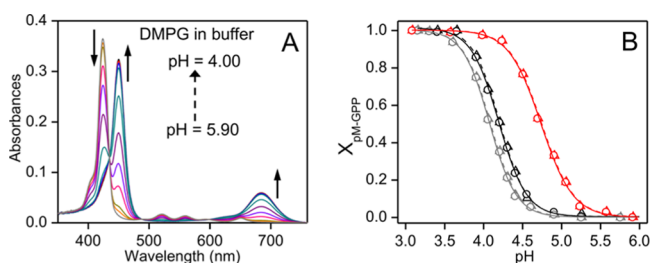 DMPG in buffer
A
pH = 4.00
pH = 5.90
0.4
0.3
0.2
0.1
0.0
Absorbances
400 500 600 700
Wavelength (nm)
B
1.0
0.8
0.6
0.4
0.2
0.0
XpM-GPP
3.0 3.5 4.0 4.5 5.0 5.5 6.0
pH